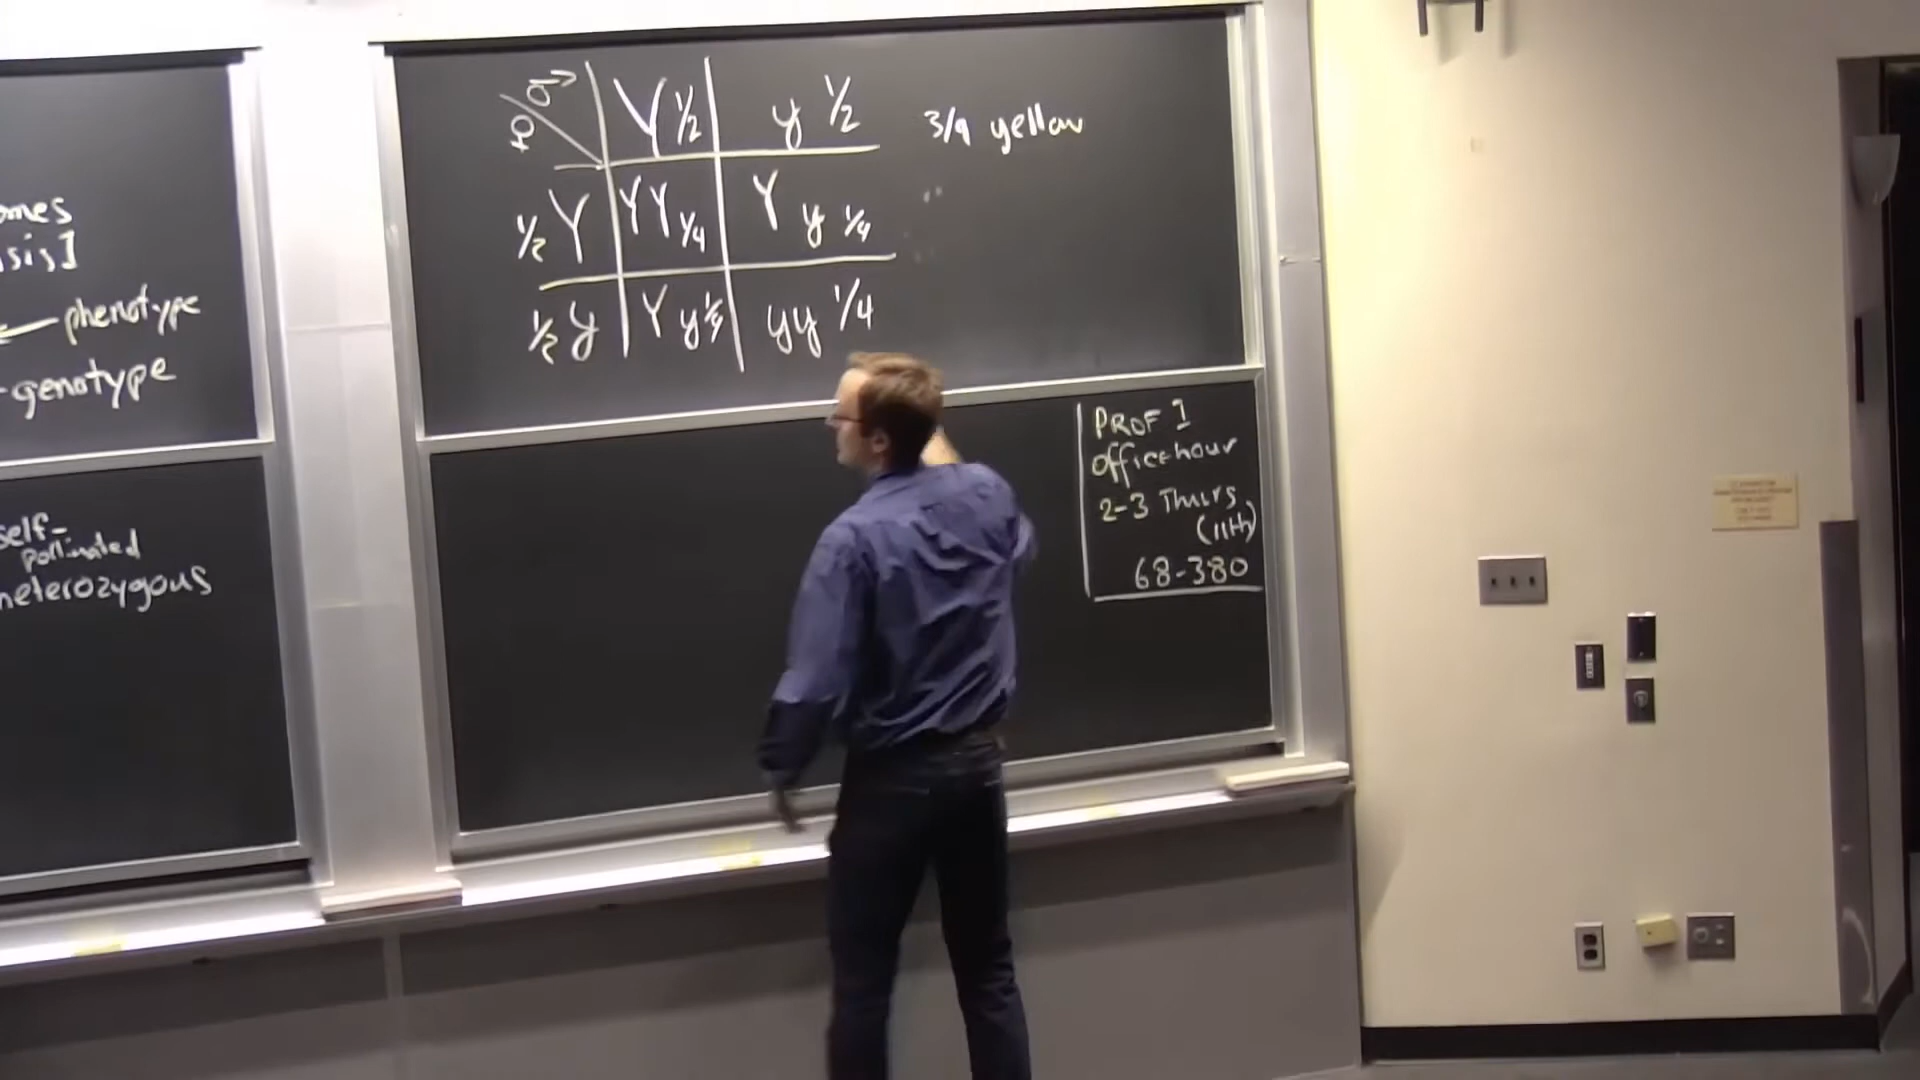 omes
sis]
phenotype
genotype
self-
pollinated
heterozygous
♂
♀
Y 1/2
y 1/2
1/2 Y
YY 1/4
Y y 1/4
1/2 y
Y y 1/4
yy 1/4
3/4 yellow
PROF I
office hour
2-3 Thurs
(11th)
68-380